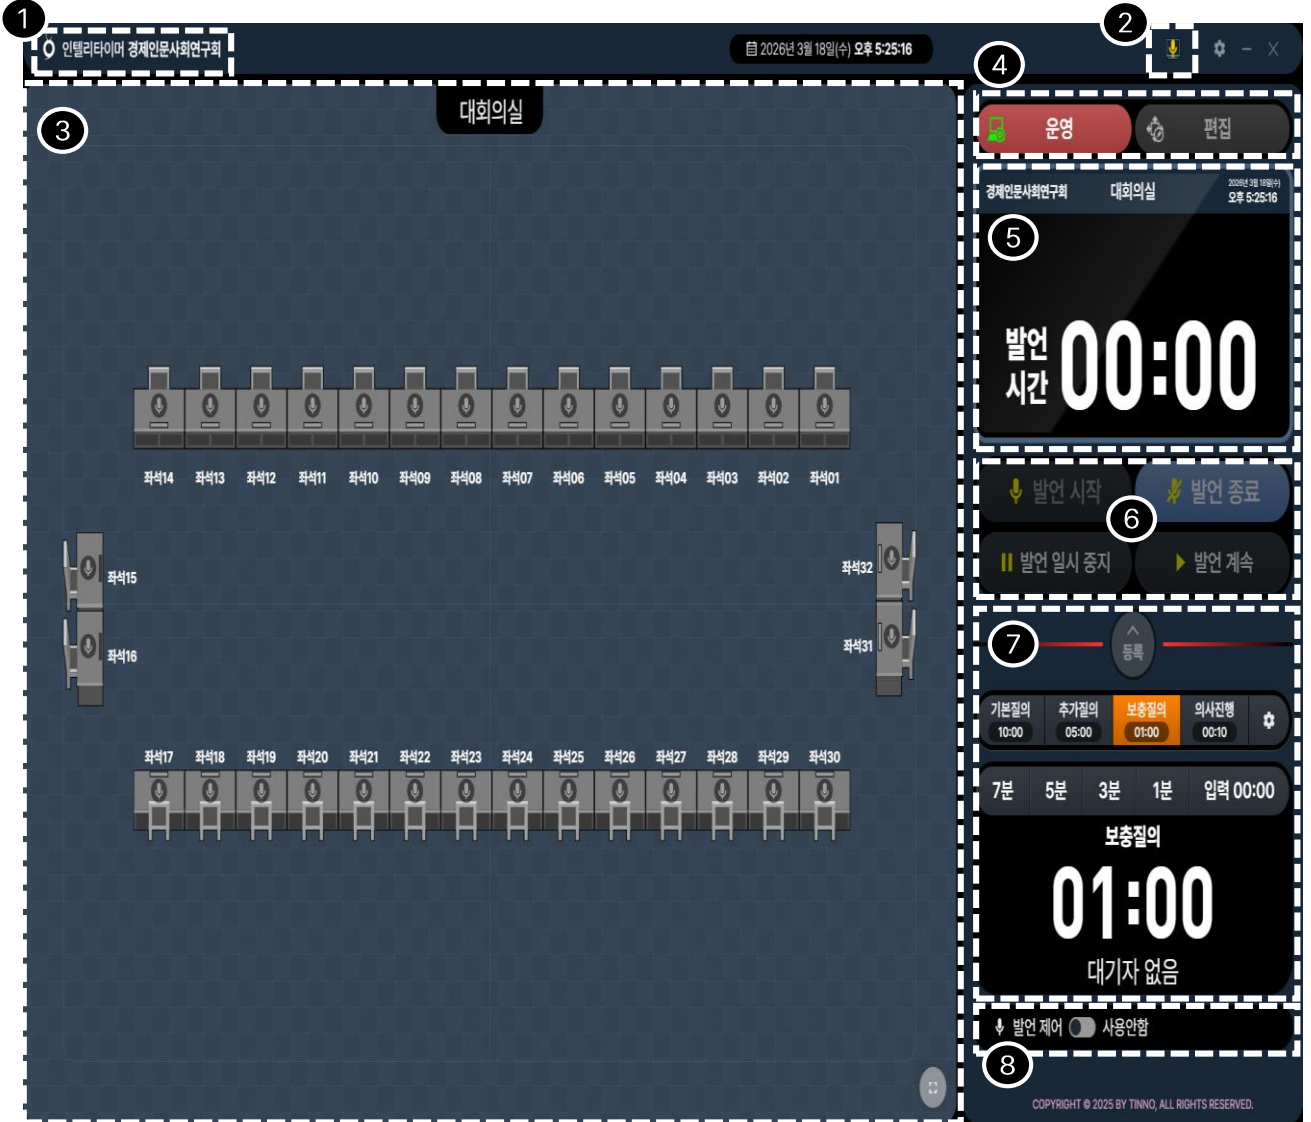 1
2
인텔리타이머 경제인문사회연구회
2026년 3월 18일(수) 오후 5:25:16
X
3
대회의실
4
운영
편집
경제인문사회연구회
대회의실
2026년 3월 18일(수)
오후 5:25:16
5
발언
시간
00:00
좌석14 좌석13 좌석12 좌석11 좌석10 좌석09 좌석08 좌석07 좌석06 좌석05 좌석04 좌석03 좌석02 좌석01
좌석15
좌석32
좌석16
좌석31
좌석17 좌석18 좌석19 좌석20 좌석21 좌석22 좌석23 좌석24 좌석25 좌석26 좌석27 좌석28 좌석29 좌석30
발언 시작
발언 종료
6
발언 일시 중지
발언 계속
7
등록
기본질의 추가질의 보충질의 의사진행
10:00 05:00 01:00 00:10
7분 5분 3분 1분 입력 00:00
보충질의
01:00
대기자 없음
발언 제어 사용안함
8
COPYRIGHT © 2025 BY TINNO, ALL RIGHTS RESERVED.